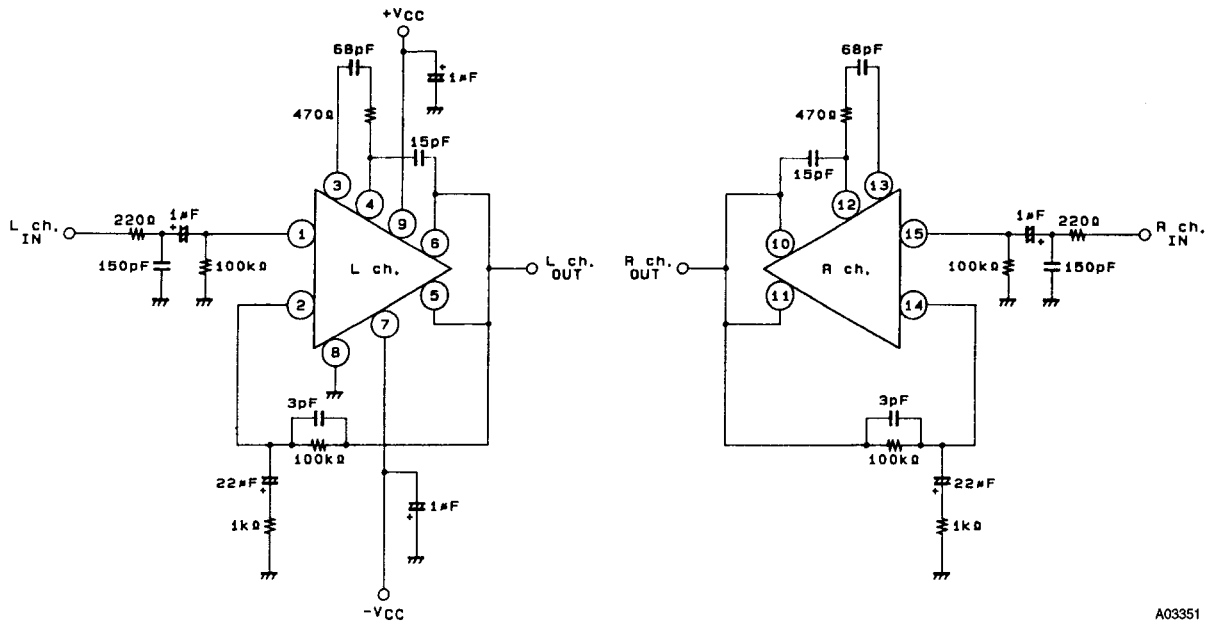 +VCC
68pF
1µF
470Ω
15pF
3
4
9
6
L ch.
IN
220Ω
1µF
1
150pF
100kΩ
L ch.
2
5
7
8
L ch.
OUT
3pF
100kΩ
22µF
1kΩ
1µF
-VCC
68pF
470Ω
15pF
13
12
10
15
1µF
220Ω
R ch.
IN
R ch.
OUT
R ch.
100kΩ
150pF
11
14
3pF
100kΩ
22µF
1kΩ
A03351